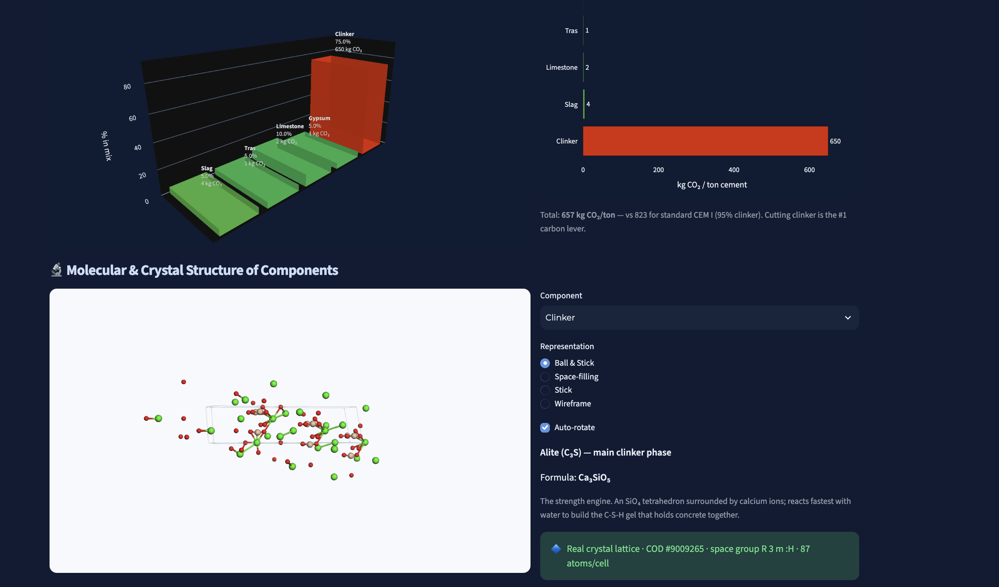 Clinker
75.0%
650 kg CO₂
80
60
40
20
0
% in mix
Gypsum
5.0%
1 kg CO₂
Limestone
10.0%
2 kg CO₂
Tras
5.0%
1 kg CO₂
Slag
5.0%
4 kg CO₂
Tras 1
Limestone 2
Slag 4
Clinker 650
0 200 400 600
kg CO₂ / ton cement
Total: 657 kg CO₂/ton — vs 823 for standard CEM I (95% clinker). Cutting clinker is the #1
carbon lever.
🔬 Molecular & Crystal Structure of Components
Component
Clinker
Representation
Ball & Stick
Space-filling
Stick
Wireframe
Auto-rotate
Alite (C₃S) — main clinker phase
Formula: Ca₃SiO₅
The strength engine. An SiO₄ tetrahedron surrounded by calcium ions; reacts fastest with
water to build the C-S-H gel that holds concrete together.
Real crystal lattice · COD #9009265 · space group R 3 m :H · 87
atoms/cell